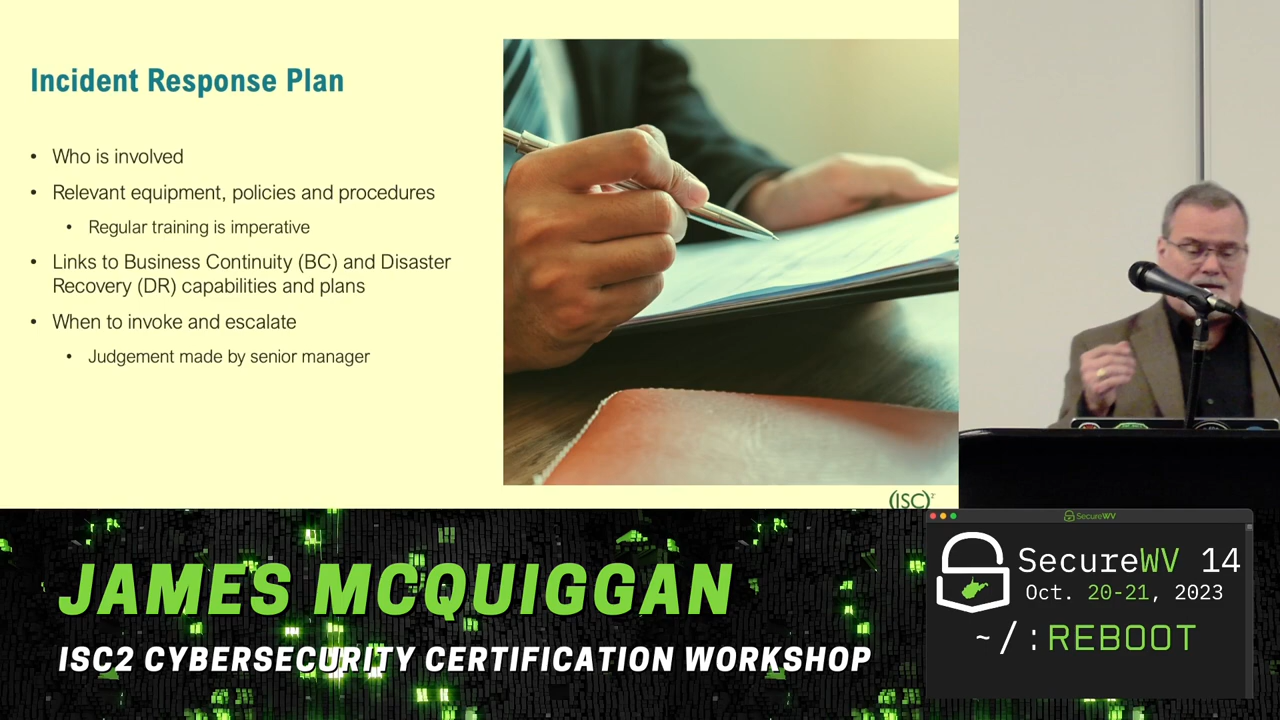 Incident Response Plan
• Who is involved
• Relevant equipment, policies and procedures
• Regular training is imperative
• Links to Business Continuity (BC) and Disaster
Recovery (DR) capabilities and plans
• When to invoke and escalate
• Judgement made by senior manager
(ISC)²
JAMES MCQUIGGAN
ISC2 CYBERSECURITY CERTIFICATION WORKSHOP
SecureWV
SecureWV 14
Oct. 20-21, 2023
~/:REBOOT